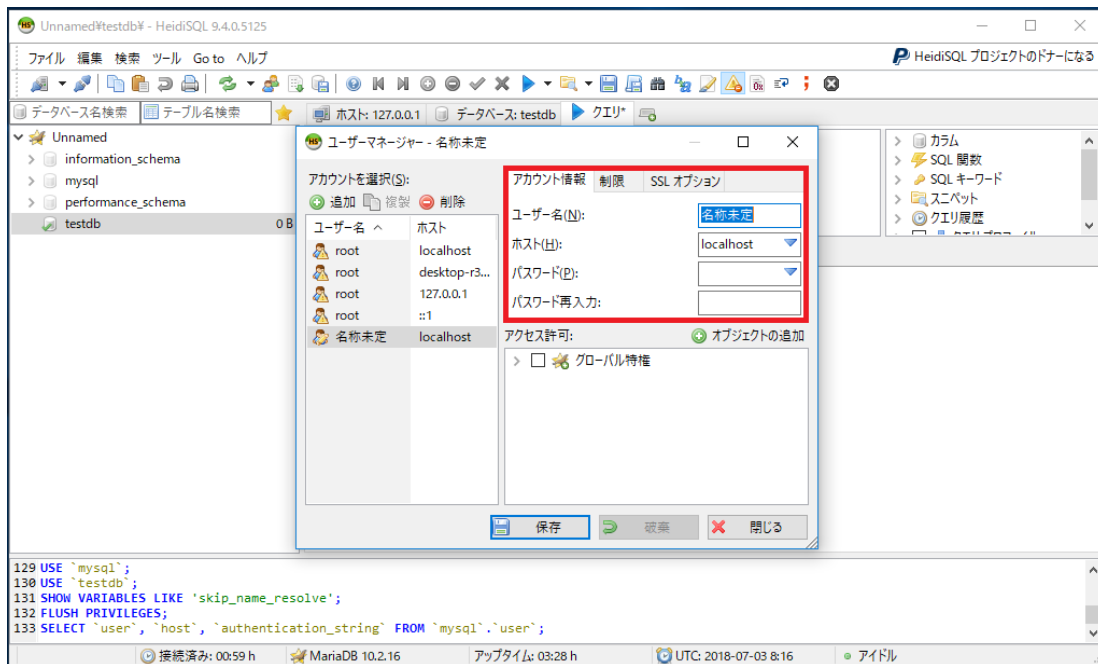 Unnamed¥testdb¥ - HeidiSQL 9.4.0.5125
ファイル 編集 検索 ツール Go to ヘルプ
HeidiSQL プロジェクトのドナーになる
データベース名検索 テーブル名検索
ホスト: 127.0.0.1 データベース: testdb クエリ*
Unnamed
information_schema
mysql
performance_schema
testdb 0 B
ユーザーマネージャー - 名称未定
アカウントを選択(S):
追加 複製 削除
ユーザー名 ホスト
root localhost
root desktop-r3...
root 127.0.0.1
root ::1
名称未定 localhost
アカウント情報 制限 SSL オプション
ユーザー名(N): 名称未定
ホスト(H): localhost
パスワード(P):
パスワード再入力:
アクセス許可: オブジェクトの追加
グローバル特権
保存 破棄 閉じる
カラム
SQL 関数
SQL キーワード
スニペット
クエリ履歴
129 USE `mysql`;
130 USE `testdb`;
131 SHOW VARIABLES LIKE 'skip_name_resolve';
132 FLUSH PRIVILEGES;
133 SELECT `user`, `host`, `authentication_string` FROM `mysql`.`user`;
接続済み: 00:59 h MariaDB 10.2.16 アップタイム: 03:28 h UTC: 2018-07-03 8:16 アイドル